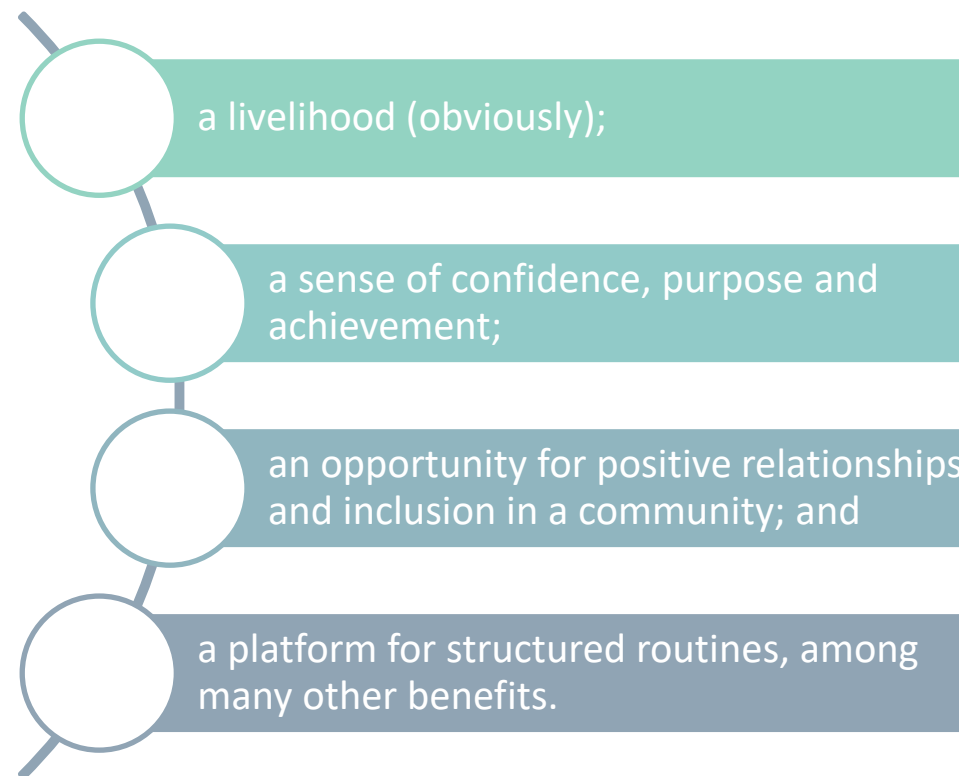 a livelihood (obviously);
a sense of confidence, purpose and
achievement;
an opportunity for positive relationships
and inclusion in a community; and
a platform for structured routines, among
many other benefits.